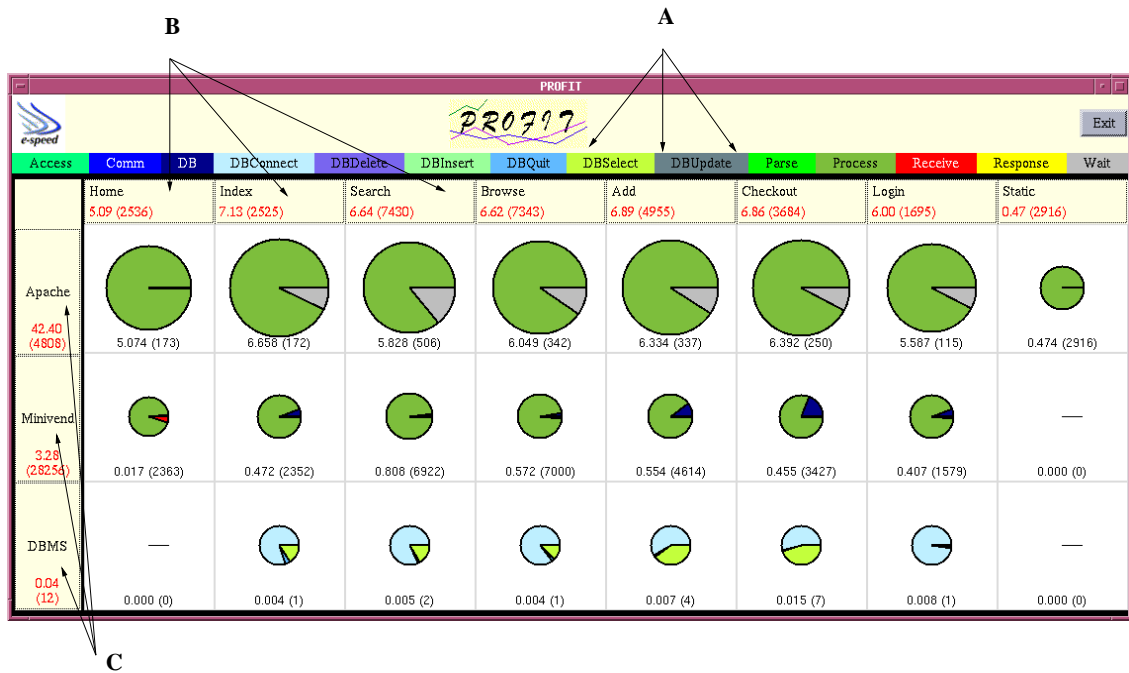 B
A
PROFIT
e-speed
PROFIT
Exit
Access Comm DB DBConnect DBDelete DBInsert DBQuit DBSelect DBUpdate Parse Process Receive Response Wait
Home Index Search Browse Add Checkout Login Static
5.09 (2536) 7.13 (2525) 6.64 (7430) 6.62 (7343) 6.89 (4955) 6.86 (3684) 6.00 (1695) 0.47 (2916)
Apache
42.40
(4808)
5.074 (173) 6.658 (172) 5.828 (506) 6.049 (342) 6.334 (337) 6.392 (250) 5.587 (115) 0.474 (2916)
Minivend
3.28
(28256)
0.017 (2363) 0.472 (2352) 0.808 (6922) 0.572 (7000) 0.554 (4614) 0.455 (3427) 0.407 (1579) 0.000 (0)
DBMS
0.04
(12)
0.000 (0) 0.004 (1) 0.005 (2) 0.004 (1) 0.007 (4) 0.015 (7) 0.008 (1) 0.000 (0)
C